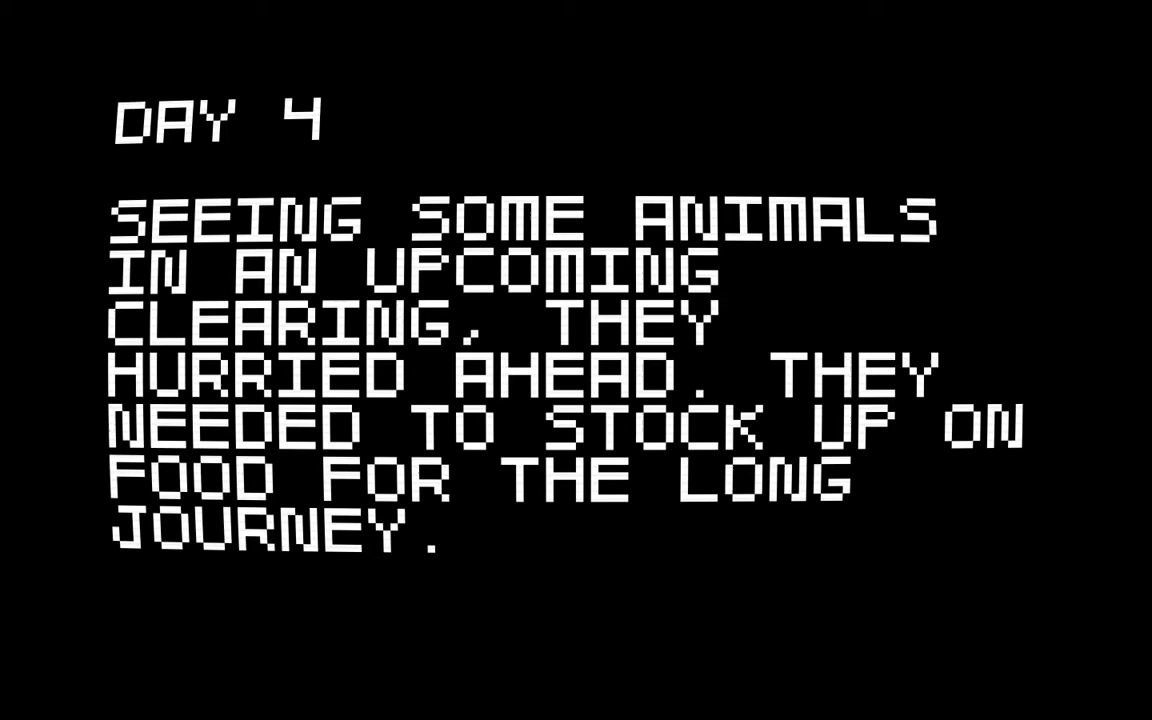 DAY 4
SEEING SOME ANIMALS
IN AN UPCOMING
CLEARING, THEY
HURRIED AHEAD. THEY
NEEDED TO STOCK UP ON
FOOD FOR THE LONG
JOURNEY.